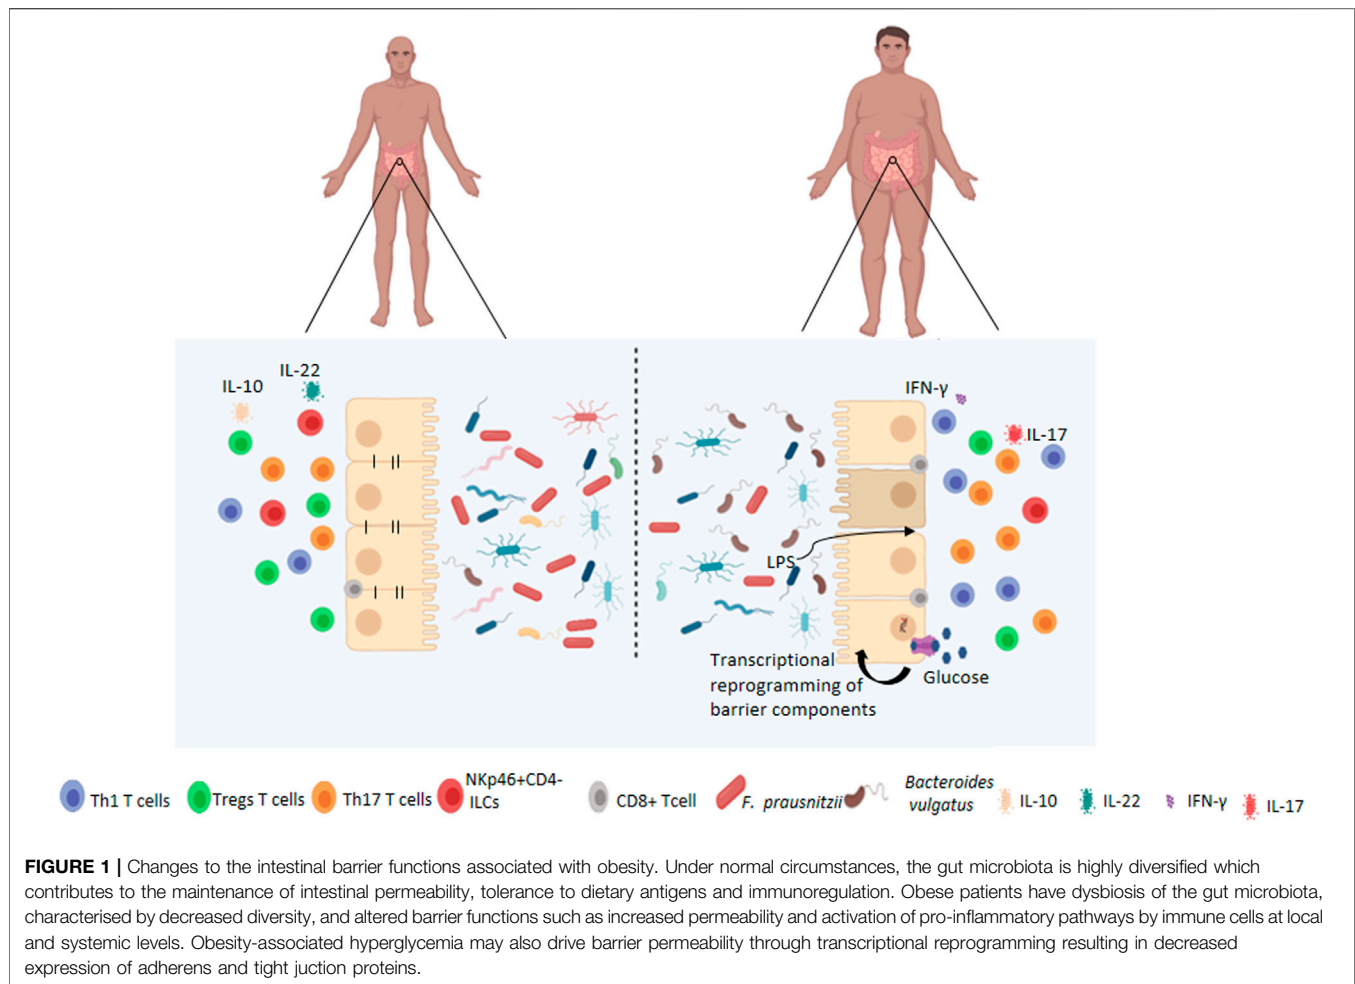 IL-22
IL-10
IFN-γ
IL-17
LPS
Transcriptional
reprogramming of
barrier components
Glucose
Th1 T cells
Tregs T cells
Th17 T cells
NKp46+CD4-
ILCs
CD8+ Tcell
F. prausnitzii
Bacteroides
vulgatus
IL-10
IL-22
IFN-γ
IL-17
FIGURE 1 | Changes to the intestinal barrier functions associated with obesity. Under normal circumstances, the gut microbiota is highly diversified which
contributes to the maintenance of intestinal permeability, tolerance to dietary antigens and immunoregulation. Obese patients have dysbiosis of the gut microbiota,
characterised by decreased diversity, and altered barrier functions such as increased permeability and activation of pro-inflammatory pathways by immune cells at local
and systemic levels. Obesity-associated hyperglycemia may also drive barrier permeability through transcriptional reprogramming resulting in decreased
expression of adherens and tight juction proteins.